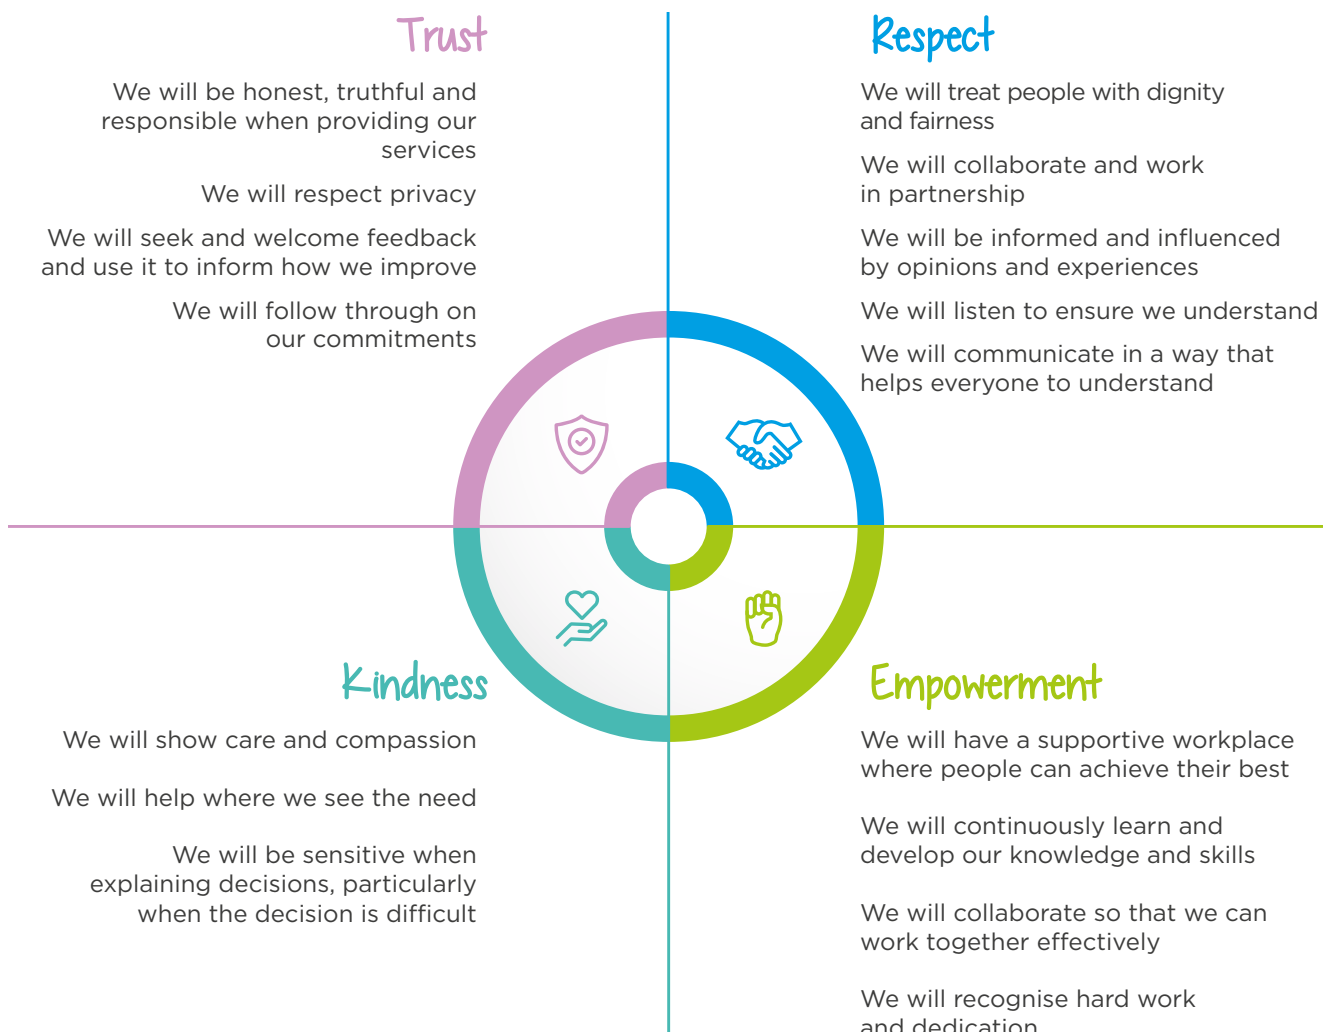 Trust
We will be honest, truthful and
responsible when providing our
services
We will respect privacy
We will seek and welcome feedback
and use it to inform how we improve
We will follow through on
our commitments
Respect
We will treat people with dignity
and fairness
We will collaborate and work
in partnership
We will be informed and influenced
by opinions and experiences
We will listen to ensure we understand
We will communicate in a way that
helps everyone to understand
Kindness
We will show care and compassion
We will help where we see the need
We will be sensitive when
explaining decisions, particularly
when the decision is difficult
Empowerment
We will have a supportive workplace
where people can achieve their best
We will continuously learn and
develop our knowledge and skills
We will collaborate so that we can
work together effectively
We will recognise hard work
and dedication